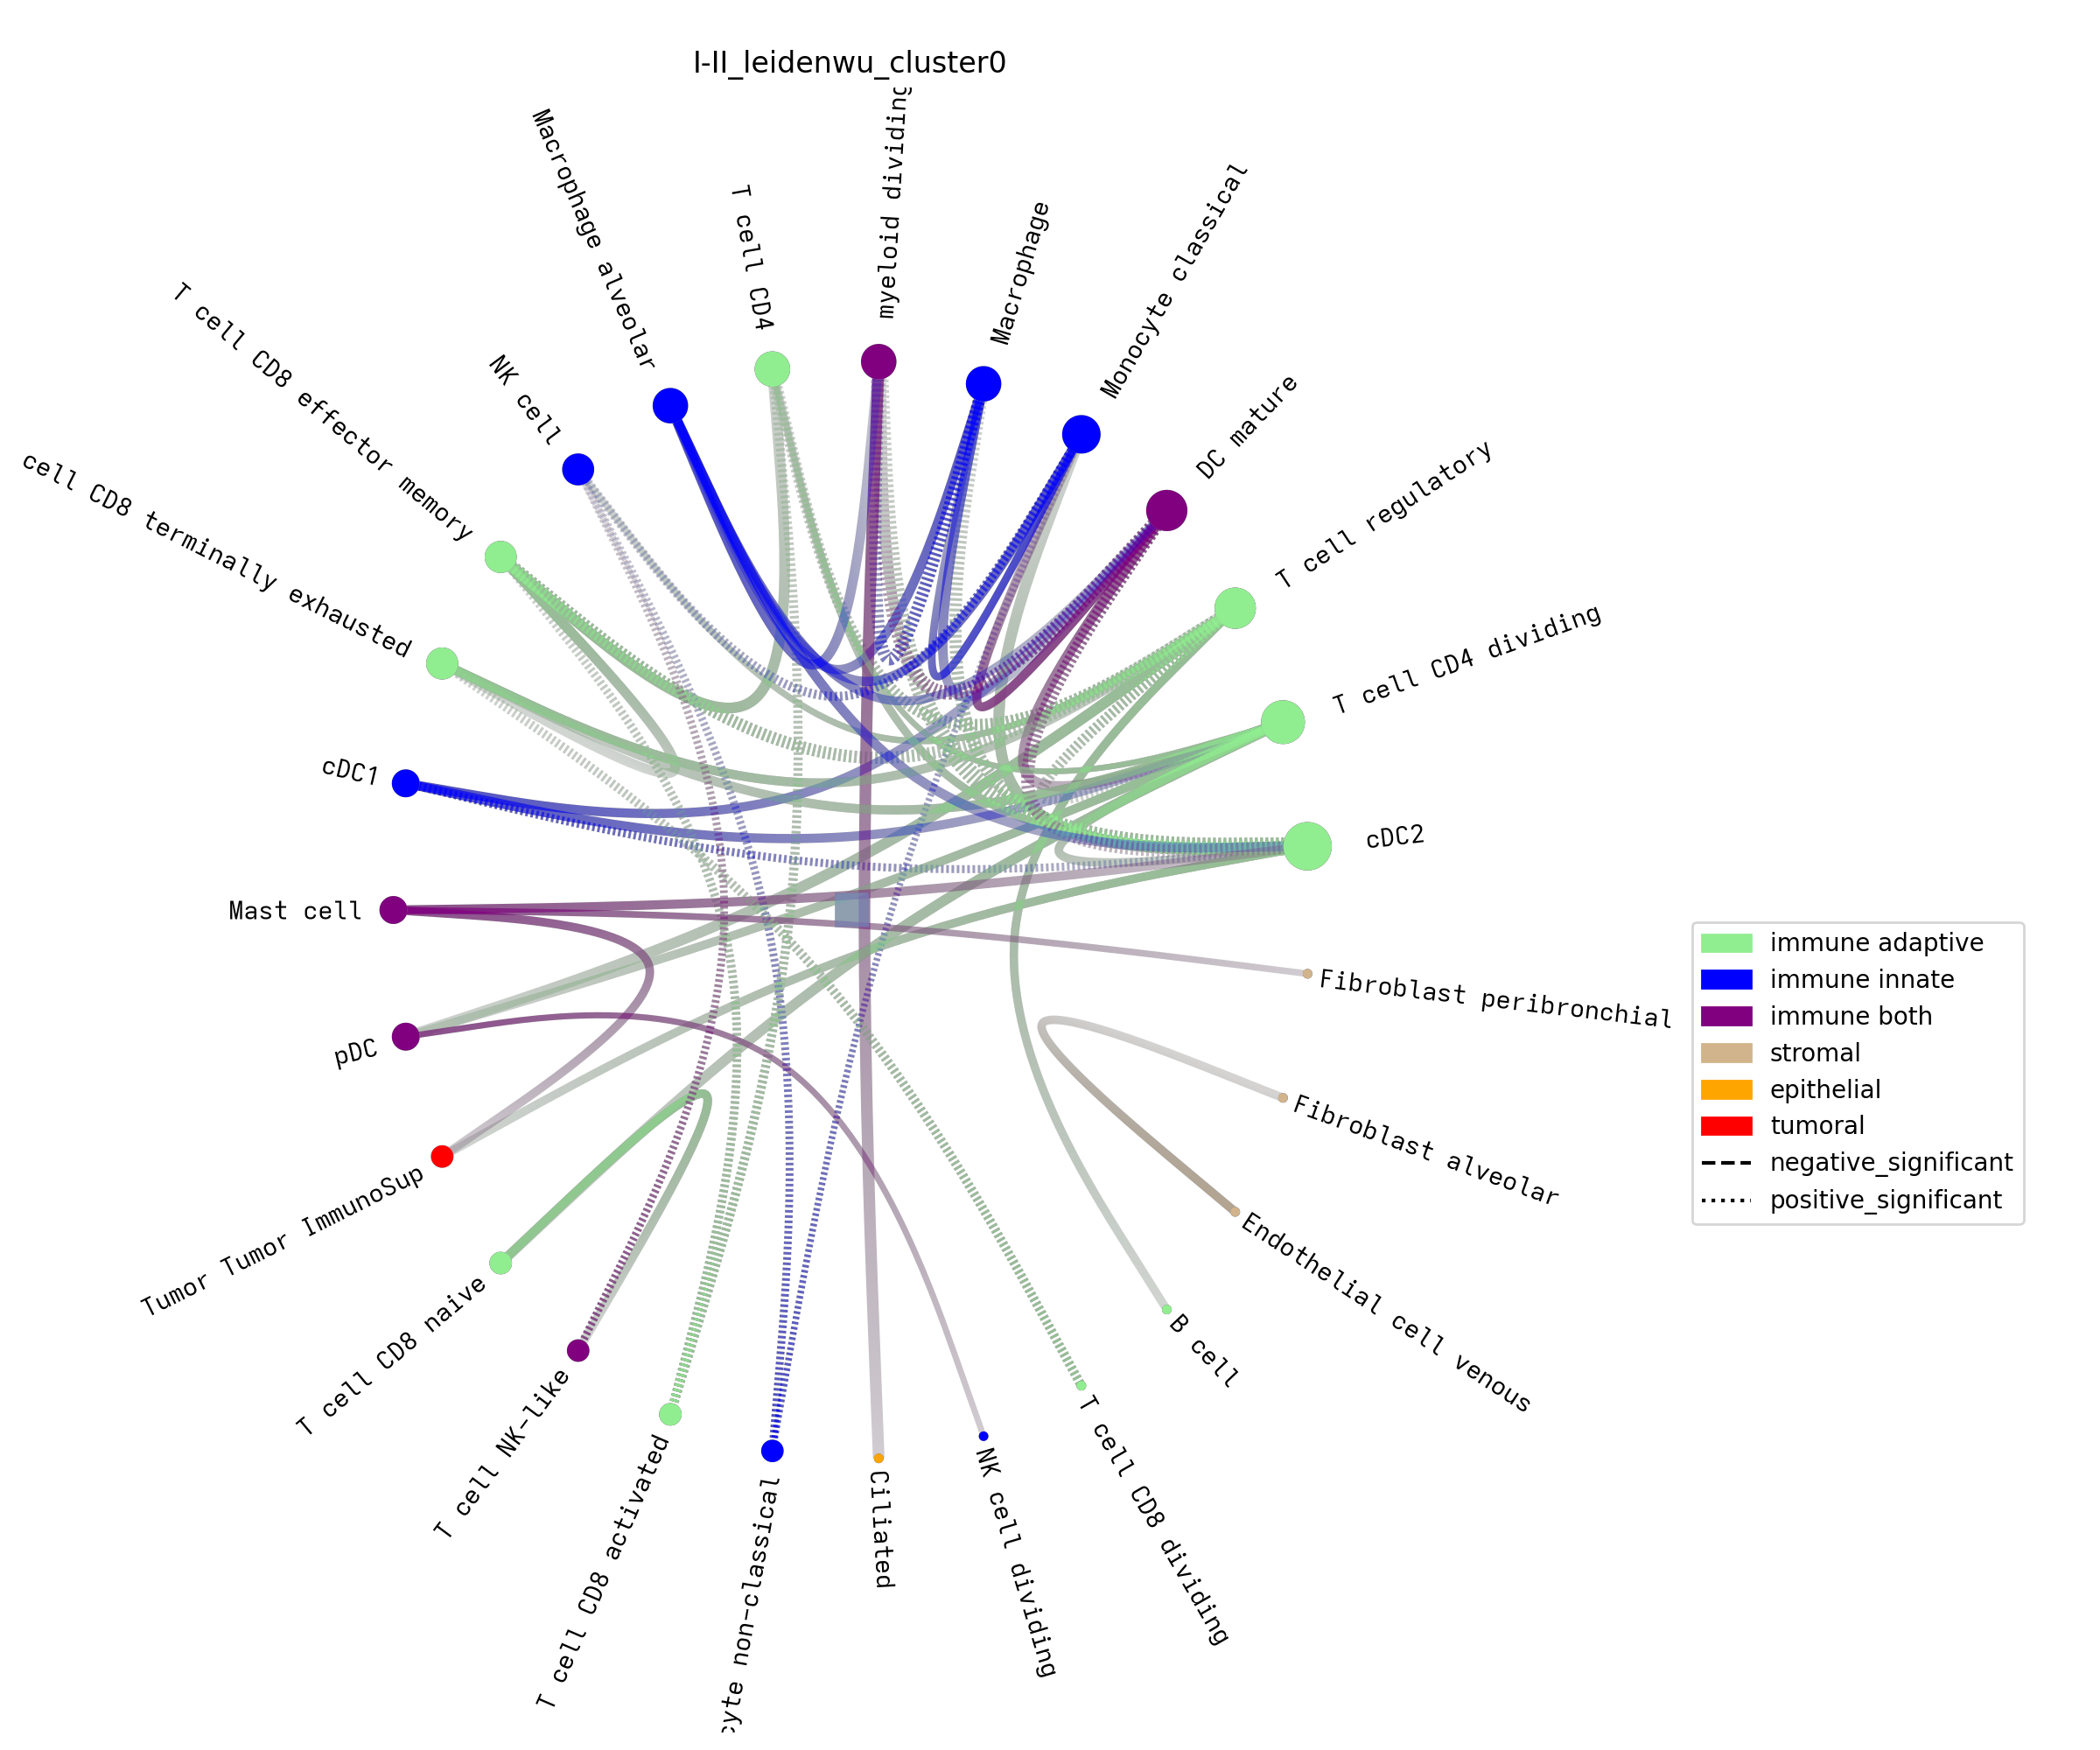 I-II_leidenwu_cluster0
myeloid dividing
Macrophage
Monocyte classical
DC mature
T cell regulatory
T cell CD4 dividing
cDC2
Fibroblast peribronchial
Fibroblast alveolar
Endothelial cell venous
B cell
T cell CD8 dividing
NK cell dividing
Ciliated
cyte non-classical
T cell CD8 activated
T cell NK-like
T cell CD8 naive
Tumor Tumor ImmunoSup
pDC
Mast cell
cDC1
cell CD8 terminally exhausted
T cell CD8 effector memory
NK cell
Macrophage alveolar
T cell CD4
immune adaptive
immune innate
immune both
stromal
epithelial
tumoral
negative_significant
positive_significant